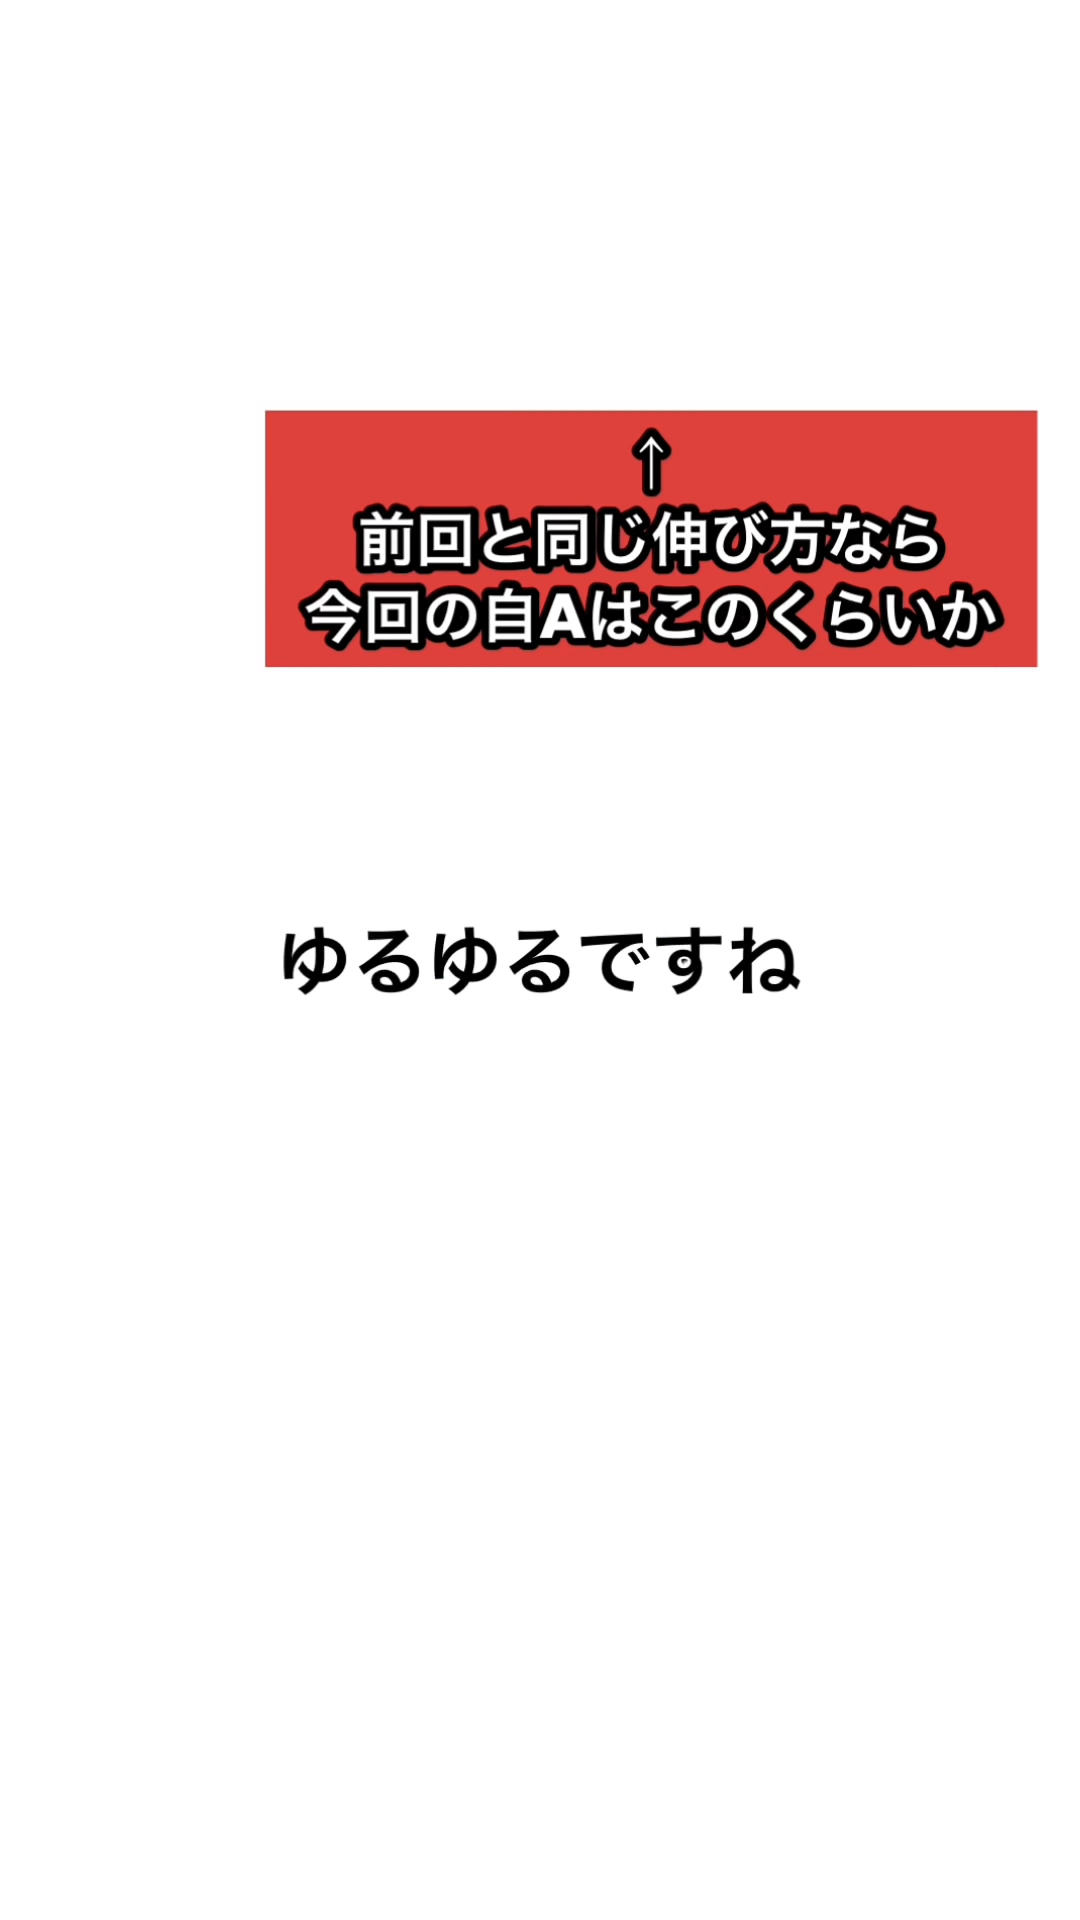 ↑
前回と同じ伸び方なら
今回の自Aはこのくらいか
ゆるゆるですね